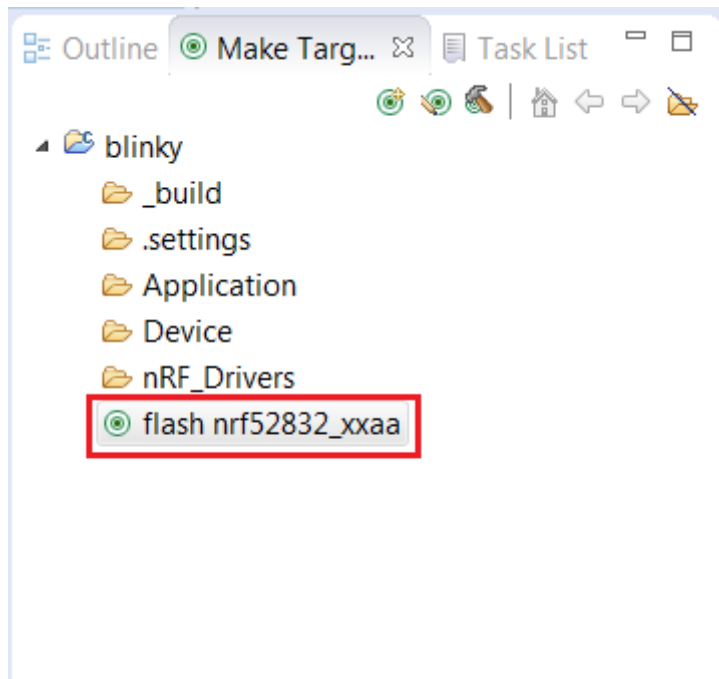 Outline Make Targ... Task List
blinky
_build
.settings
Application
Device
nRF_Drivers
flash nrf52832_xxaa